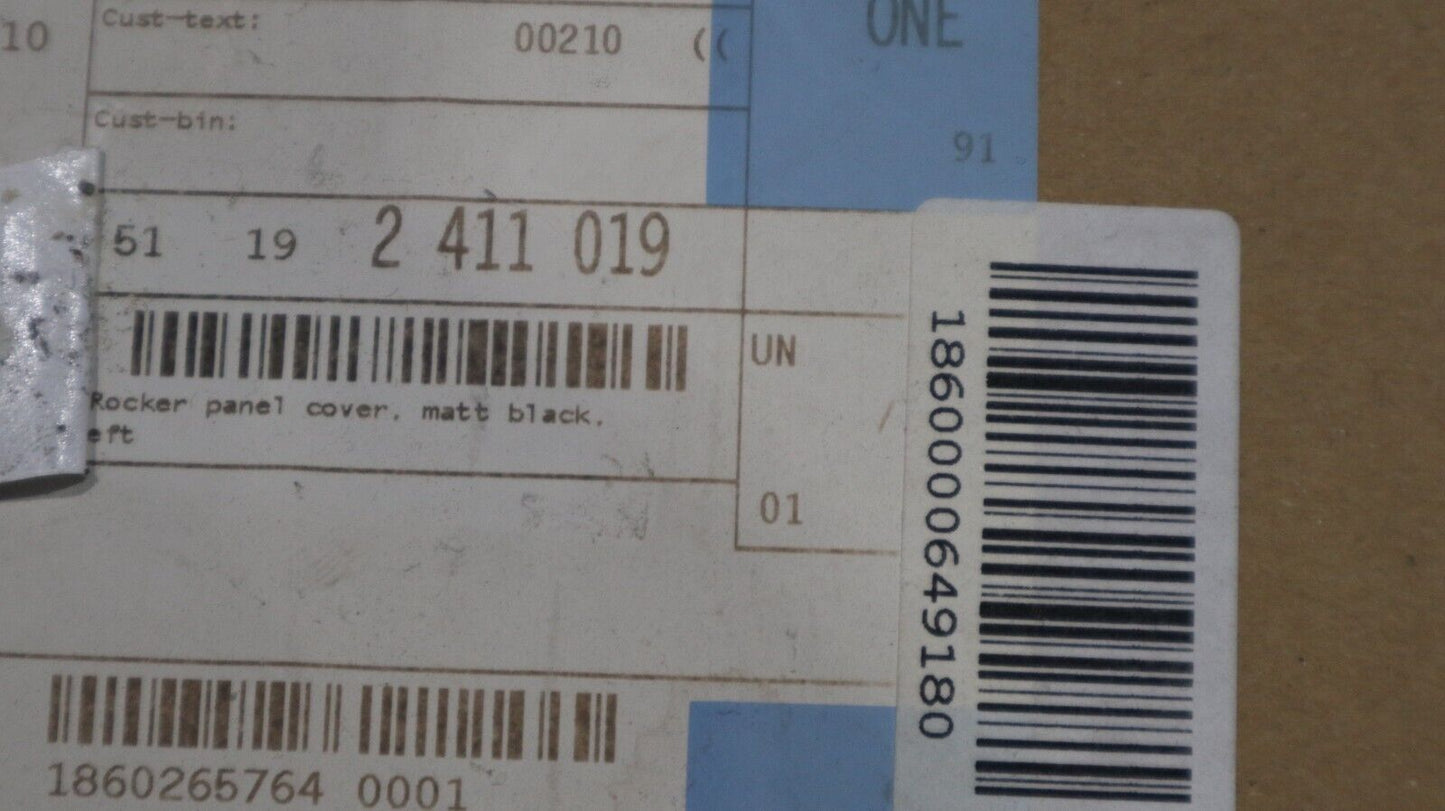 10
Cust-text:
00210 ((
ONE
Cust-bin:
91
51 19 2 411 019
UN
Rocker panel cover, matt black,
eft
01
1860265764 0001
18600006649180